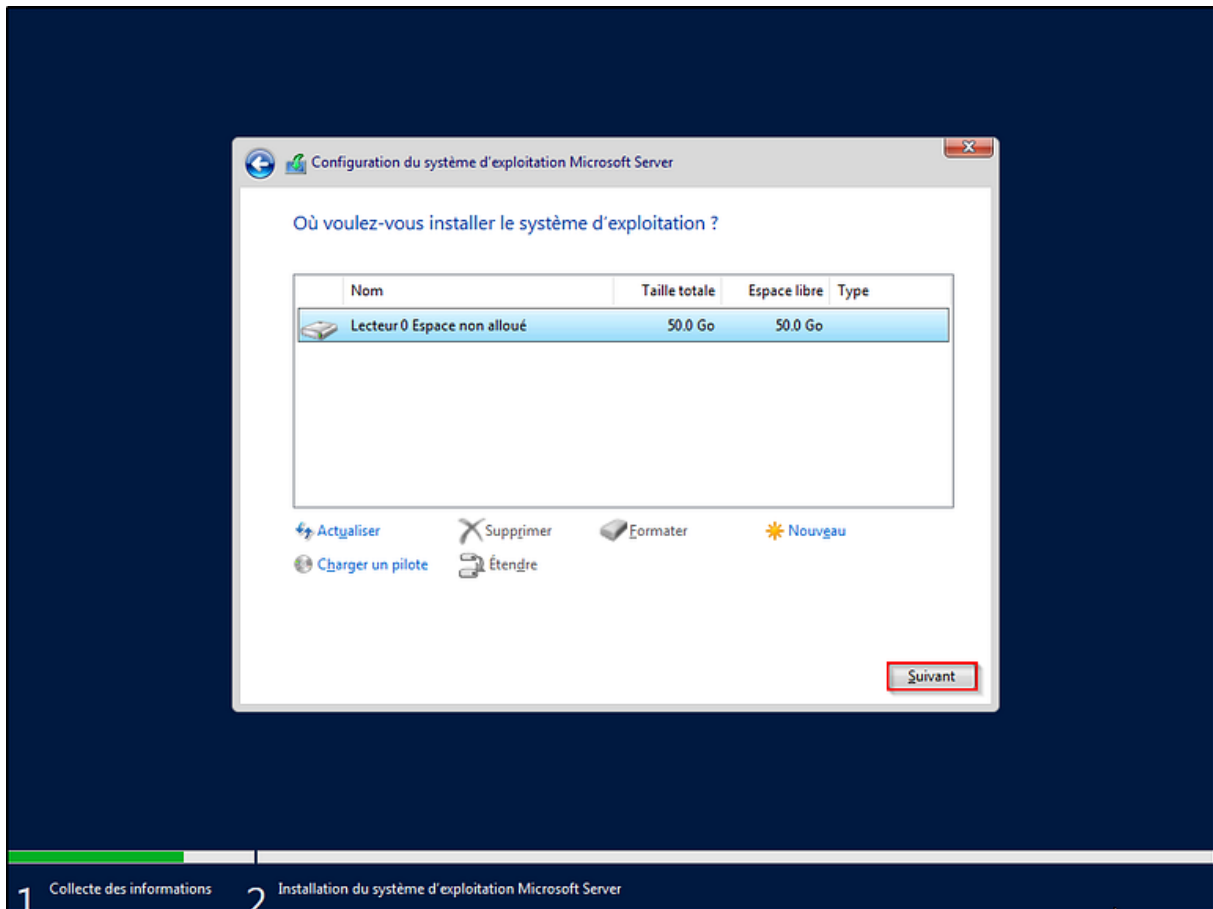 Configuration du système d'exploitation Microsoft Server
Où voulez-vous installer le système d'exploitation ?
Nom Taille totale Espace libre Type
Lecteur 0 Espace non alloué 50.0 Go 50.0 Go
Actualiser Supprimer Formater Nouveau
Charger un pilote Étendre
Suivant
1 Collecte des informations 2 Installation du système d'exploitation Microsoft Server